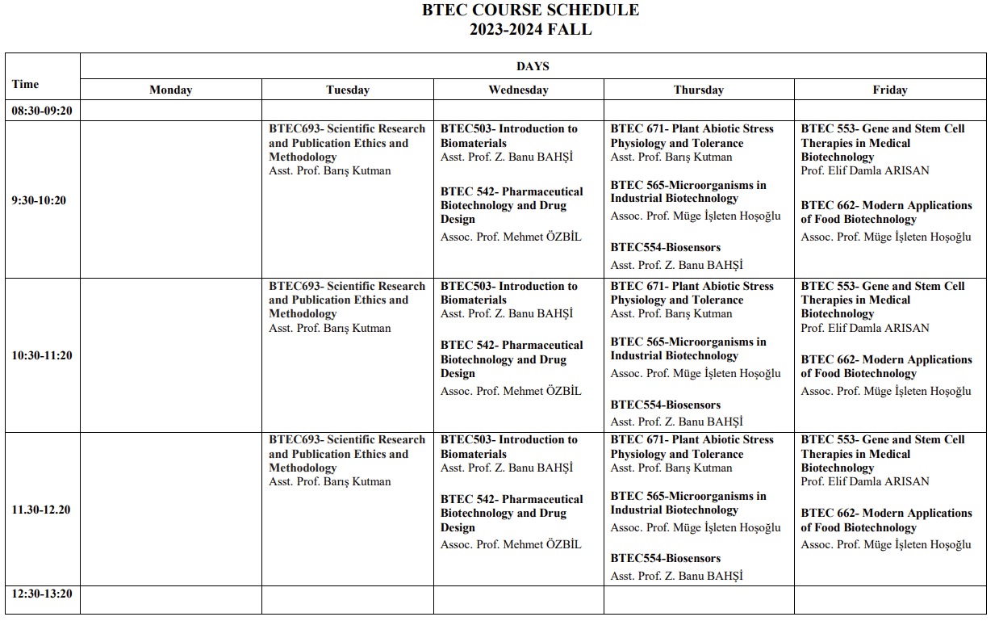 BTEC COURSE SCHEDULE
2023-2024 FALL
Time
DAYS
Monday
Tuesday
Wednesday
Thursday
Friday
08:30-09:20
9:30-10:20
BTEC693- Scientific Research
and Publication Ethics and
Methodology
Asst. Prof. Barış Kutman
BTEC503- Introduction to
Biomaterials
Asst. Prof. Z. Banu BAHŞİ
BTEC 542- Pharmaceutical
Biotechnology and Drug
Design
Assoc. Prof. Mehmet ÖZBİL
BTEC 671- Plant Abiotic Stress
Physiology and Tolerance
Asst. Prof. Barış Kutman
BTEC 565-Microorganisms in
Industrial Biotechnology
Assoc. Prof. Müge İşleten Hoşoğlu
BTEC554-Biosensors
Asst. Prof. Z. Banu BAHŞİ
BTEC 553- Gene and Stem Cell
Therapies in Medical
Biotechnology
Prof. Elif Damla ARISAN
BTEC 662- Modern Applications
of Food Biotechnology
Assoc. Prof. Müge İşleten Hoşoğlu
10:30-11:20
BTEC693- Scientific Research
and Publication Ethics and
Methodology
Asst. Prof. Barış Kutman
BTEC503- Introduction to
Biomaterials
Asst. Prof. Z. Banu BAHŞİ
BTEC 542- Pharmaceutical
Biotechnology and Drug
Design
Assoc. Prof. Mehmet ÖZBİL
BTEC 671- Plant Abiotic Stress
Physiology and Tolerance
Asst. Prof. Barış Kutman
BTEC 565-Microorganisms in
Industrial Biotechnology
Assoc. Prof. Müge İşleten Hoşoğlu
BTEC554-Biosensors
Asst. Prof. Z. Banu BAHŞİ
BTEC 553- Gene and Stem Cell
Therapies in Medical
Biotechnology
Prof. Elif Damla ARISAN
BTEC 662- Modern Applications
of Food Biotechnology
Assoc. Prof. Müge İşleten Hoşoğlu
11.30-12.20
BTEC693- Scientific Research
and Publication Ethics and
Methodology
Asst. Prof. Barış Kutman
BTEC503- Introduction to
Biomaterials
Asst. Prof. Z. Banu BAHŞİ
BTEC 542- Pharmaceutical
Biotechnology and Drug
Design
Assoc. Prof. Mehmet ÖZBİL
BTEC 671- Plant Abiotic Stress
Physiology and Tolerance
Asst. Prof. Barış Kutman
BTEC 565-Microorganisms in
Industrial Biotechnology
Assoc. Prof. Müge İşleten Hoşoğlu
BTEC554-Biosensors
Asst. Prof. Z. Banu BAHŞİ
BTEC 553- Gene and Stem Cell
Therapies in Medical
Biotechnology
Prof. Elif Damla ARISAN
BTEC 662- Modern Applications
of Food Biotechnology
Assoc. Prof. Müge İşleten Hoşoğlu
12:30-13:20